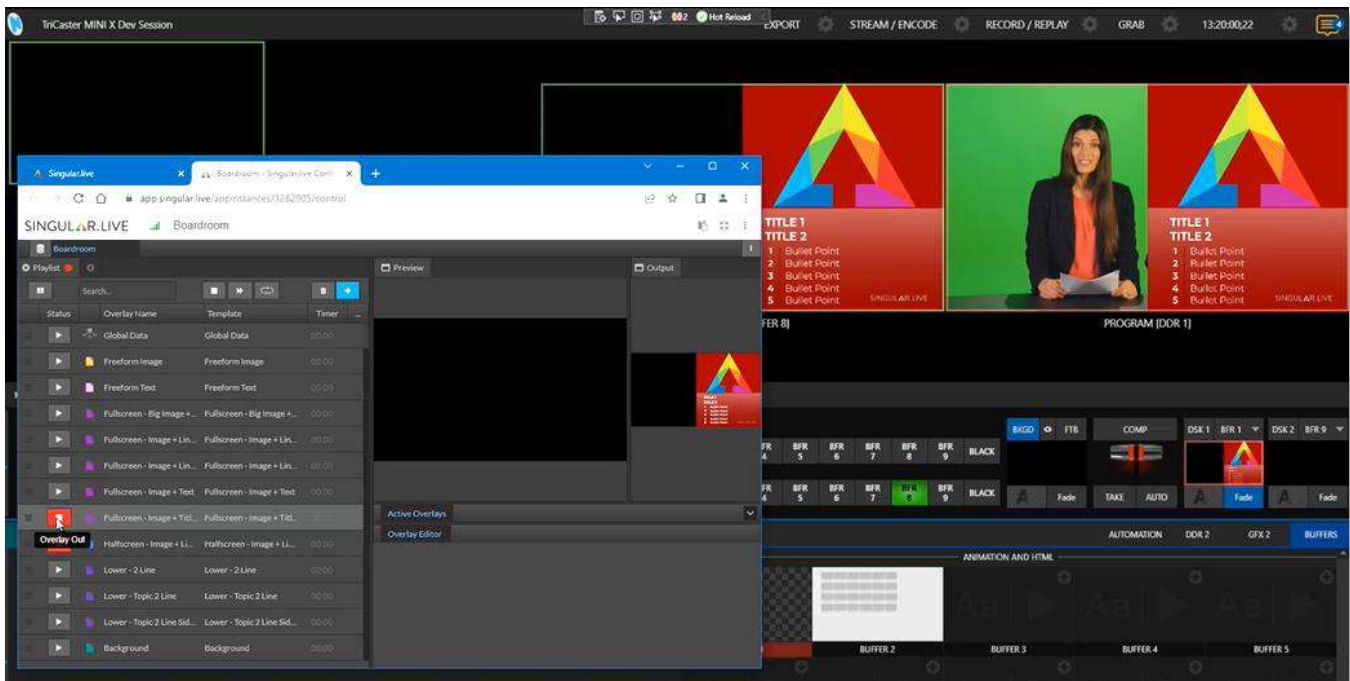 TriCaster MINI X Dev Session
2
Hot Reload
EXPORT
STREAM / ENCODE
RECORD / REPLAY
GRAB
13:20:00;22
4
Singular.live
Boardroom - Singular.live Cont
app.singular.live/appinstances/1282905/control
SINGULAR.LIVE
Boardroom
Boardroom
Playlist
Preview
Output
Search...
Status
Overlay Name
Template
Timer
Global Data
Global Data
00:00
Freeform Image
Freeform Image
00:00
Freeform Text
Freeform Text
00:00
Fullscreen - Big Image +...
Fullscreen - Big Image +...
00:00
Fullscreen - Image + Lin...
Fullscreen - Image + Lin...
00:00
Fullscreen - Image + Lin...
Fullscreen - Image + Lin...
00:00
Fullscreen - Image + Text
Fullscreen - Image + Text
00:00
Fullscreen - Image + Titl...
Fullscreen - Image + Titl...
Overlay Out
Halfscreen - Image + Li...
Halfscreen - Image + Li...
00:00
Lower - 2 Line
Lower - 2 Line
00:00
Lower - Topic 2 Line
Lower - Topic 2 Line
00:00
Lower - Topic 2 Line Sid...
Lower - Topic 2 Line Sid...
00:00
Background
Background
00:00
Active Overlays
Overlay Editor
TITLE 1
TITLE 2
1 Bullet Point
2 Bullet Point
3 Bullet Point
4 Bullet Point
5 Bullet Point
SINGULAR.LIVE
TITLE 1
TITLE 2
1 Bullet Point
2 Bullet Point
3 Bullet Point
4 Bullet Point
5 Bullet Point
SINGULAR.LIVE
FER 8]
PROGRAM [DDR 1]
BKGD
FTB
COMP
DSK 1
BFR 1
DSK 2
BFR 9
FR 4
BFR 5
BFR 6
BFR 7
BFR 8
BFR 9
BLACK
FR 4
BFR 5
BFR 6
BFR 7
BFR 8
BFR 9
BLACK
A
Fade
TAKE
AUTO
A
Fade
A
Fade
AUTOMATION
DDR 2
GFX 2
BUFFERS
ANIMATION AND HTML
Aa
Aa
Aa
BUFFER 2
BUFFER 3
BUFFER 4
BUFFER 5